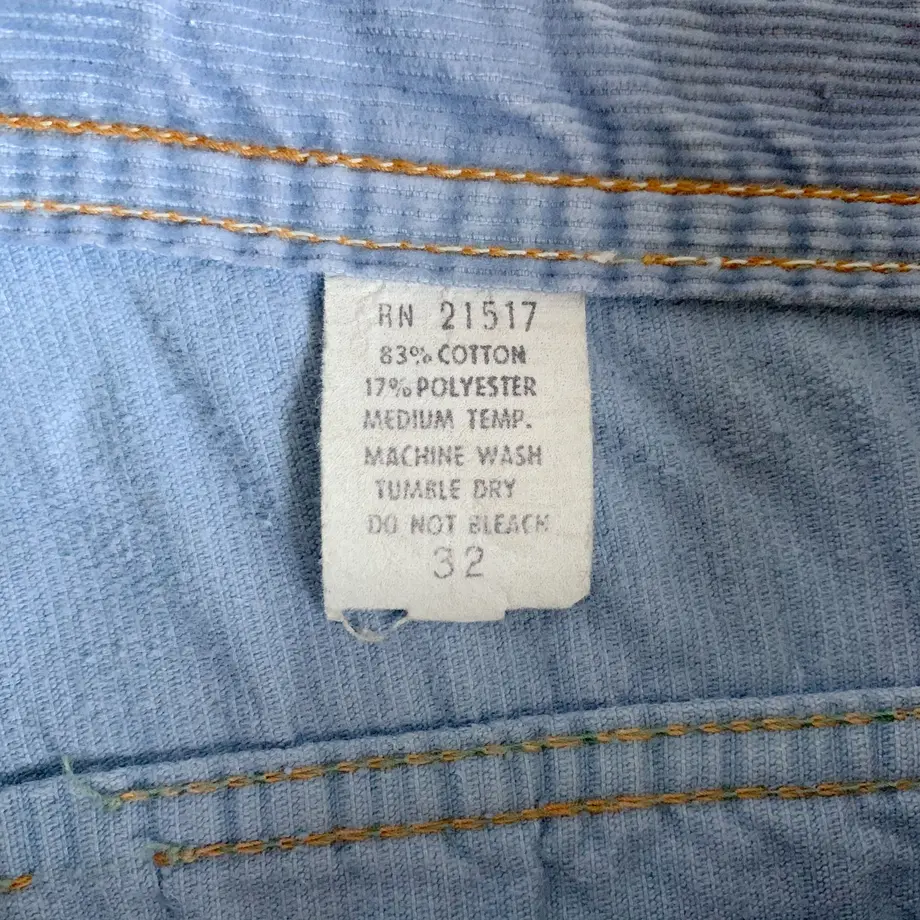 RN 21517
83% COTTON
17% POLYESTER
MEDIUM TEMP.
MACHINE WASH
TUMBLE DRY
DO NOT BLEACH
32